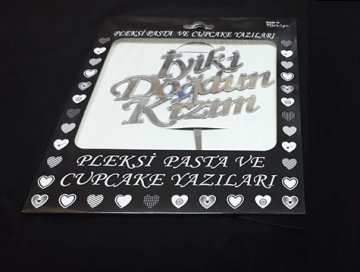 PLEKSİ PASTA VE CUPCAKE YAZILARI
İyiki
Doğdun
Kızım
PLEKSİ PASTA VE
CUPCAKE YAZILARI